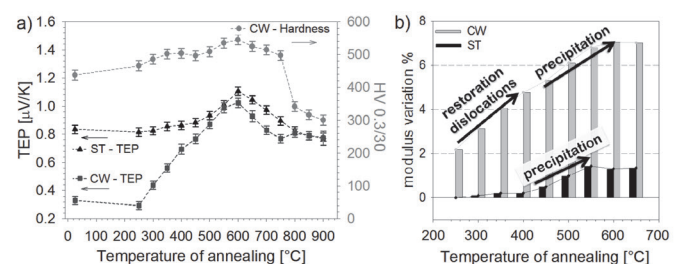 a)
1.6
1.4
1.2
1.0
0.8
0.6
0.4
0.2
TEP [μV/K]
CW - Hardness
ST - TEP
CW - TEP
600
500
400
300
200
100
0
HV 0.3/30
0 100 200 300 400 500 600 700 800 900
Temperature of annealing [°C]
b)
8
6
4
2
0
modulus variation %
CW
ST
restoration
dislocations
precipitation
precipitation
200 300 400 500 600 700
Temperature of annealing [°C]